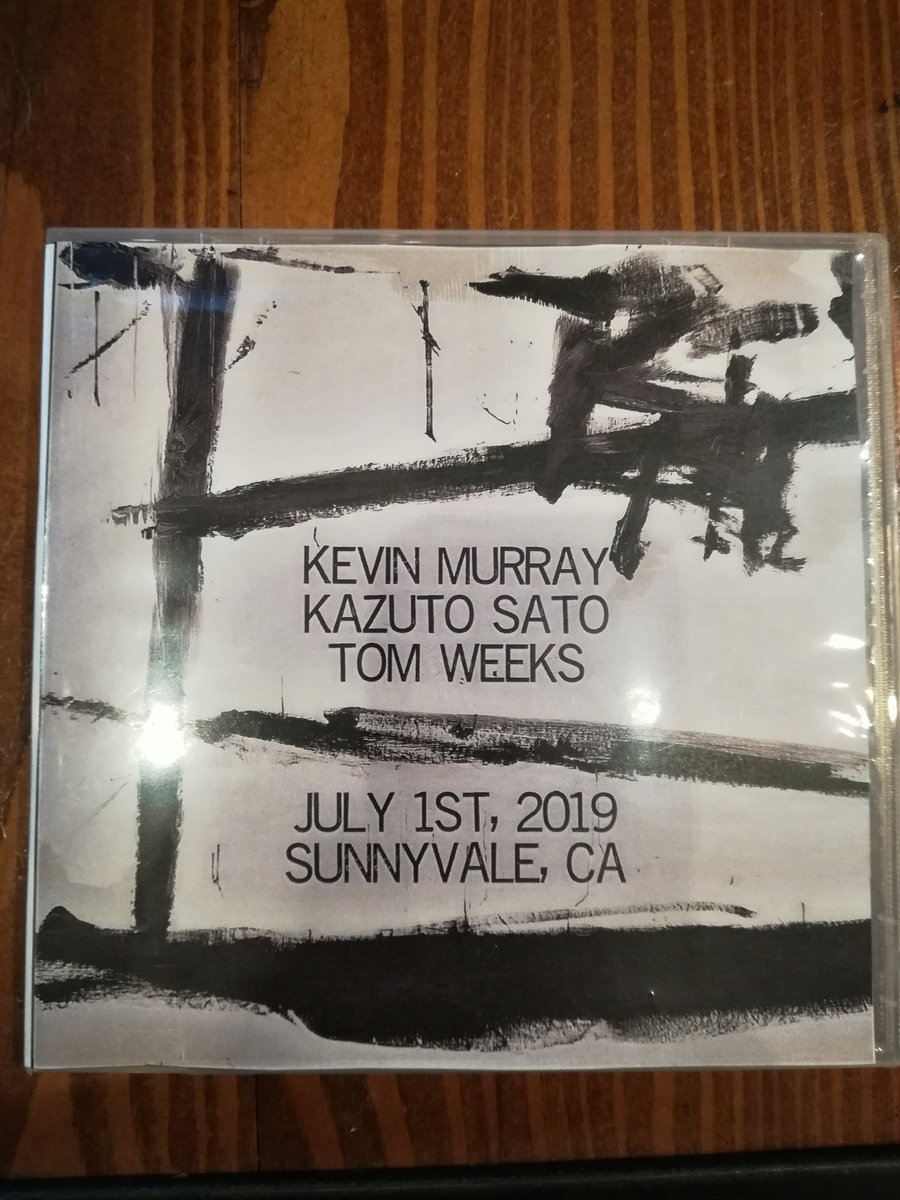 KEVIN MURRAY
KAZUTO SATO
TOM WEEKS
JULY 1ST, 2019
SUNNYVALE, CA